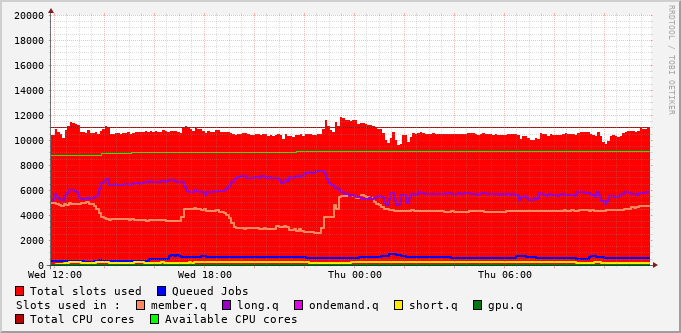 20000
18000
16000
14000
12000
10000
8000
6000
4000
2000
0
Wed 12:00 Wed 18:00 Thu 00:00 Thu 06:00
Total slots used Queued Jobs
Slots used in : member.q long.q ondemand.q short.q gpu.q
Total CPU cores Available CPU cores
RRDTOOL / TOBI OETIKER